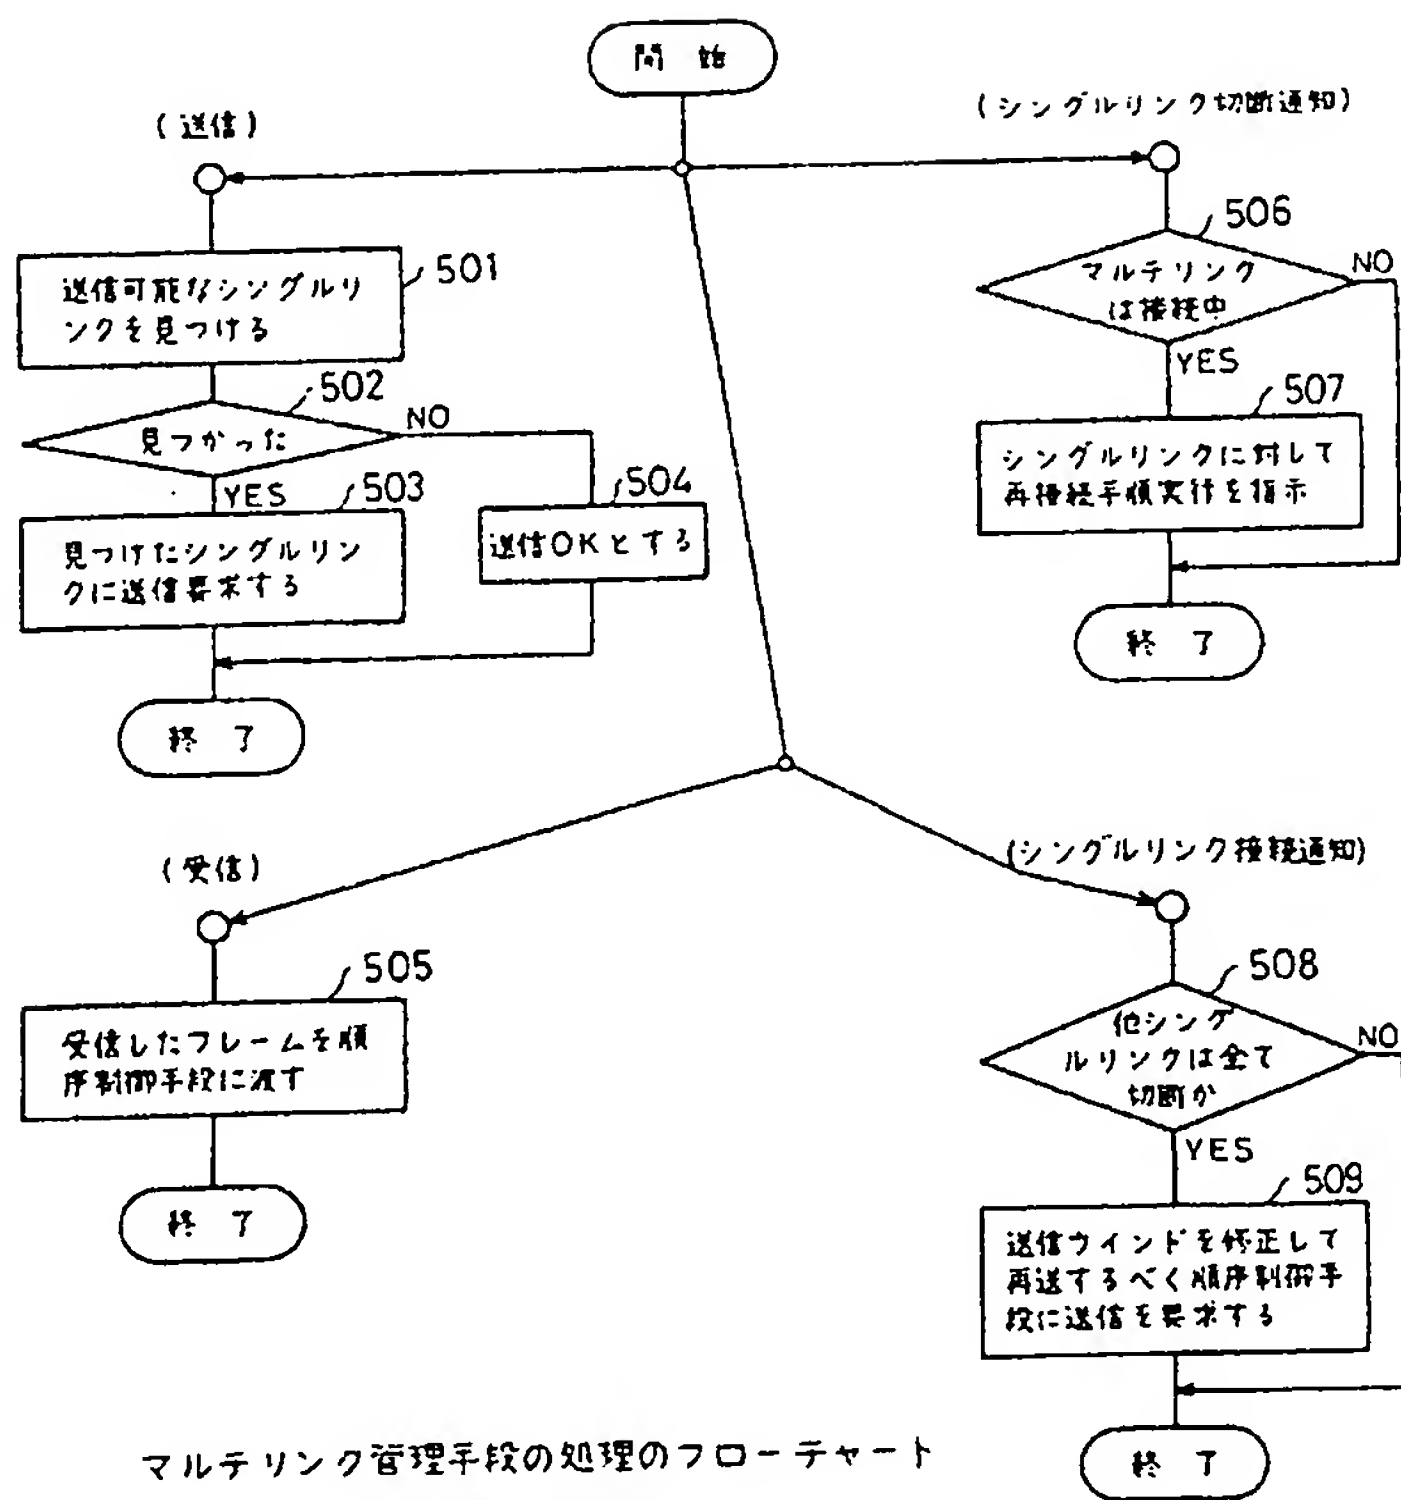 開始
(送信)
501
送信可能なシングルリ
ンクを見つける
502
見つかった
NO
YES
503
見つけたシングルリン
クに送信要求する
504
送信OKとする
終了
(シングルリンク切断通知)
506
マルチリンク
は接続中
NO
YES
507
シングルリンクに対して
再接続手順実行を指示
終了
(受信)
505
受信したフレームを順
序制御手段に渡す
終了
(シングルリンク接続通知)
508
他シング
ルリンクは全て
切断か
NO
YES
509
送信ウインドを修正して
再送するべく順序制御手
段に送信を要求する
終了
マルチリンク管理手段の処理のフローチャート